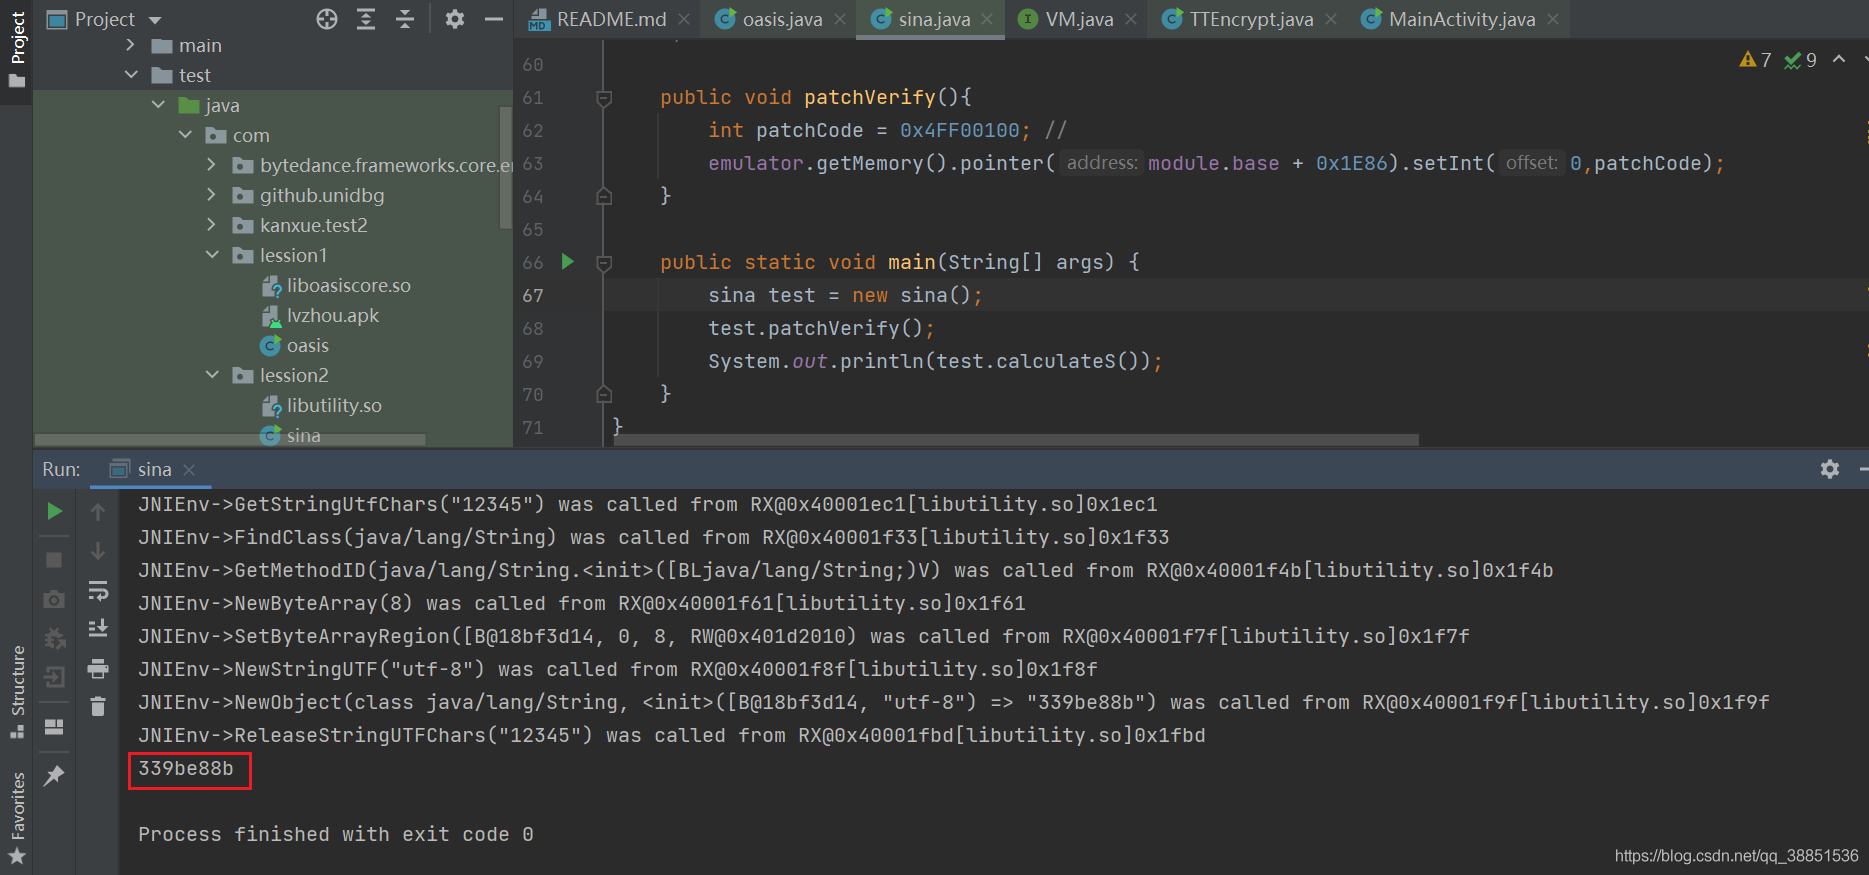 Project
Project
README.md
oasis.java
sina.java
VM.java
TTEncrypt.java
MainActivity.java
main
test
java
com
bytedance.frameworks.core.er
github.unidbg
kanxue.test2
lession1
liboasiscore.so
lvzhou.apk
oasis
lession2
libutility.so
sina
7 9
60
61 public void patchVerify(){
62 int patchCode = 0x4FF00100; //
63 emulator.getMemory().pointer( address: module.base + 0x1E86).setInt( offset: 0,patchCode);
64 }
65
66 public static void main(String[] args) {
67 sina test = new sina();
68 test.patchVerify();
69 System.out.println(test.calculateS());
70 }
71 }
Run: sina
JNIEnv->GetStringUtfChars("12345") was called from RX@0x40001ec1[libutility.so]0x1ec1
JNIEnv->FindClass(java/lang/String) was called from RX@0x40001f33[libutility.so]0x1f33
JNIEnv->GetMethodID(java/lang/String.<init>([BLjava/lang/String;)V) was called from RX@0x40001f4b[libutility.so]0x1f4b
JNIEnv->NewByteArray(8) was called from RX@0x40001f61[libutility.so]0x1f61
JNIEnv->SetByteArrayRegion([B@18bf3d14, 0, 8, RW@0x401d2010) was called from RX@0x40001f7f[libutility.so]0x1f7f
JNIEnv->NewStringUTF("utf-8") was called from RX@0x40001f8f[libutility.so]0x1f8f
JNIEnv->NewObject(class java/lang/String, <init>([B@18bf3d14, "utf-8") => "339be88b") was called from RX@0x40001f9f[libutility.so]0x1f9f
JNIEnv->ReleaseStringUTFChars("12345") was called from RX@0x40001fbd[libutility.so]0x1fbd
339be88b
Process finished with exit code 0
Structure
Favorites
https://blog.csdn.net/qq_38851536